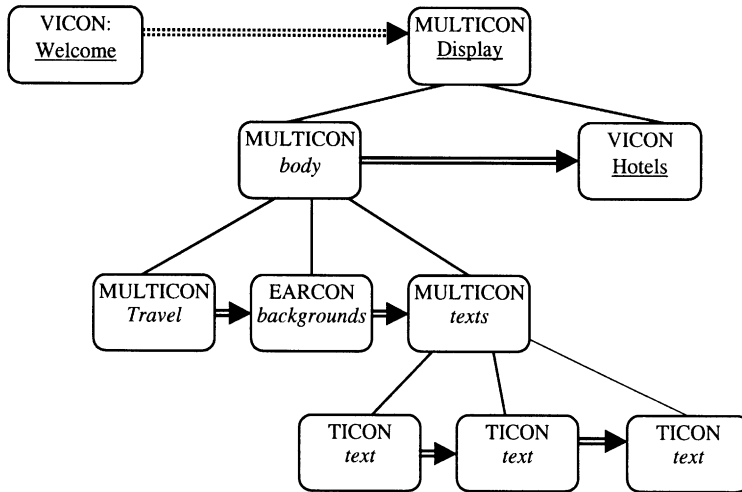 VICON:
Welcome
MULTICON
Display
MULTICON
body
VICON
Hotels
MULTICON
Travel
EARCON
backgrounds
MULTICON
texts
TICON
text
TICON
text
TICON
text